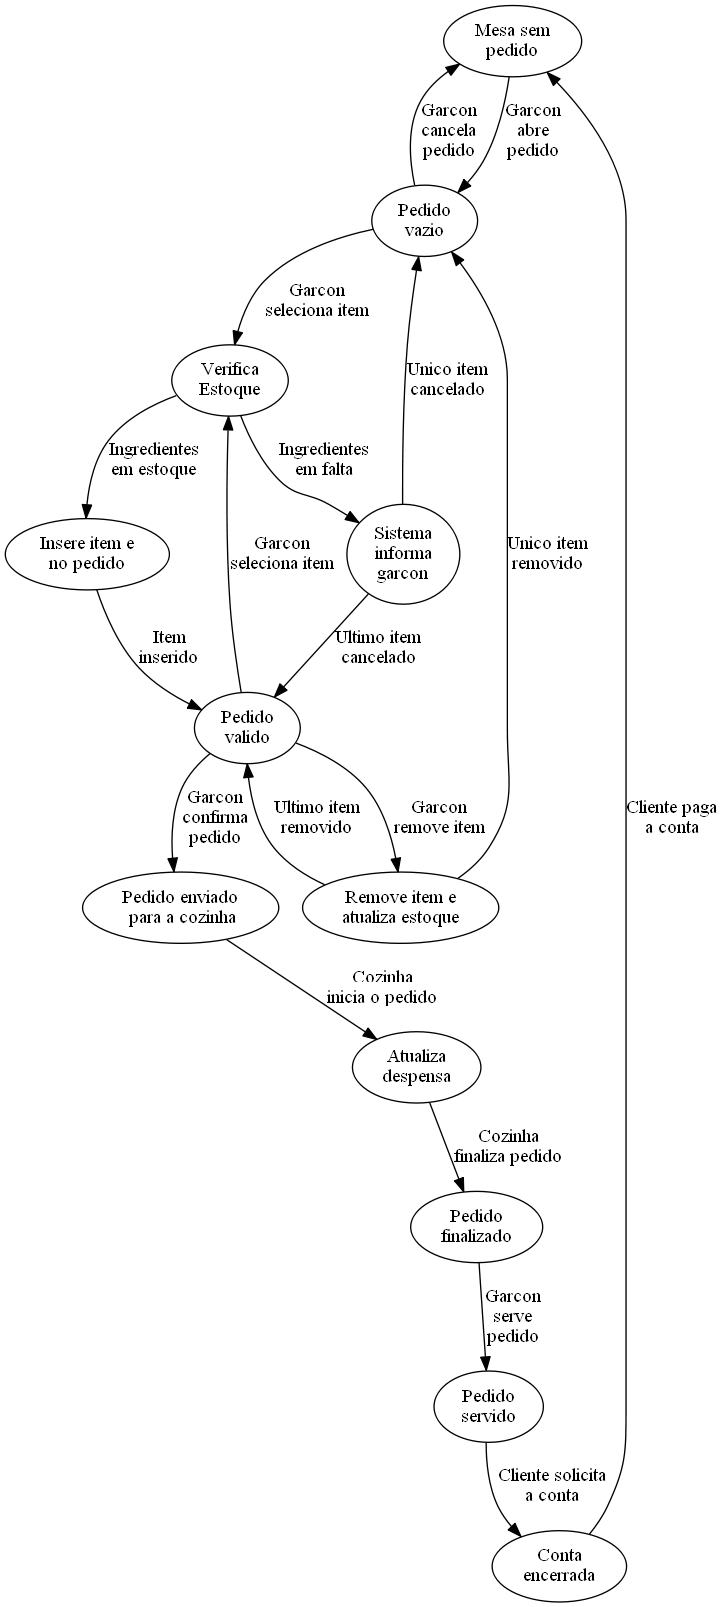 Mesa sem
pedido
Garcon
cancela
pedido
Garcon
abre
pedido
Pedido
vazio
Garcon
seleciona item
Verifica
Estoque
Unico item
cancelado
Ingredientes
em estoque
Ingredientes
em falta
Insere item e
no pedido
Garcon
seleciona item
Sistema
informa
garcon
Unico item
removido
Item
inserido
Ultimo item
cancelado
Pedido
valido
Garcon
confirma
pedido
Ultimo item
removido
Garcon
remove item
Cliente paga
a conta
Pedido enviado
para a cozinha
Remove item e
atualiza estoque
Cozinha
inicia o pedido
Atualiza
despensa
Cozinha
finaliza pedido
Pedido
finalizado
Garcon
serve
pedido
Pedido
servido
Cliente solicita
a conta
Conta
encerrada